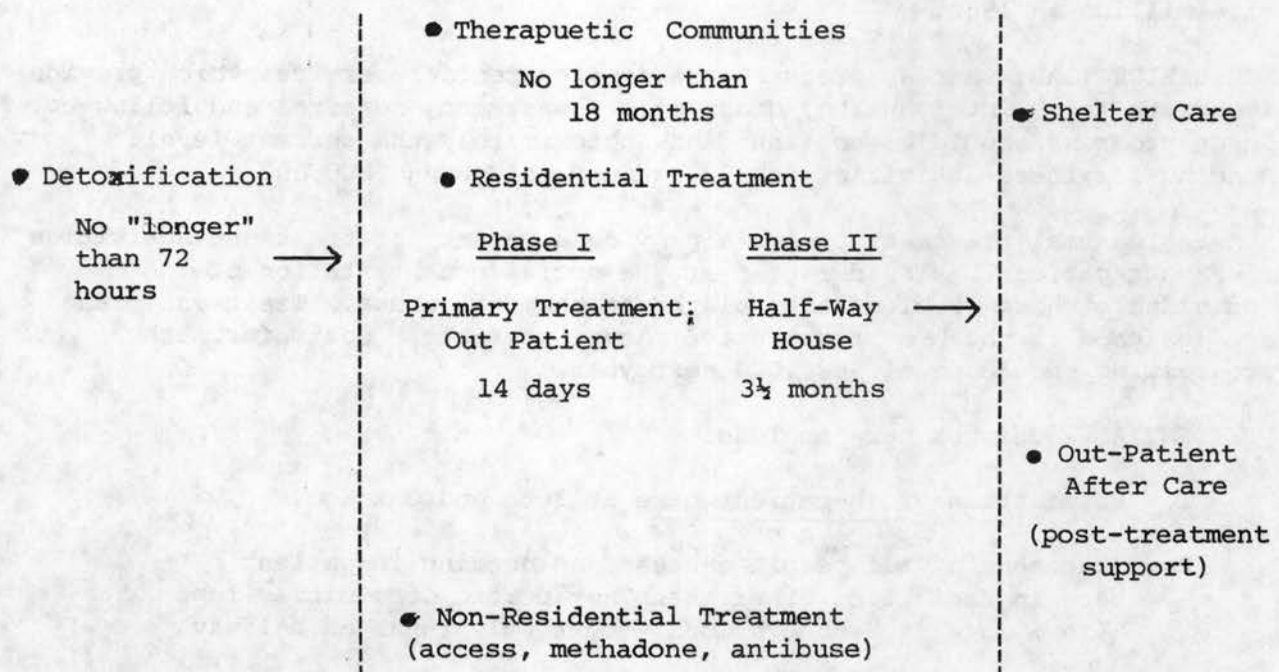 ● Detoxification
No "longer"
than 72
hours
● Therapuetic Communities
No longer than
18 months
● Residential Treatment
Phase I
Primary Treatment;
Out Patient
14 days
Phase II
Half-Way
House
3½ months
● Non-Residential Treatment
(access, methadone, antibuse)
● Shelter Care
● Out-Patient
After Care
(post-treatment
support)